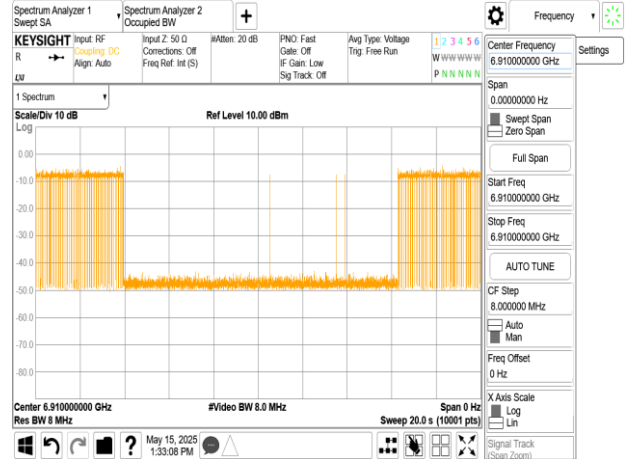 Spectrum Analyzer 1
Swept SA
Spectrum Analyzer 2
Occupied BW
Frequency
KEYSIGHT
R
Input: RF
Coupling: DC
Align: Auto
Input Z: 50 Ω
Corrections: Off
Freq Ref: Int (S)
#Atten: 20 dB
PNO: Fast
Gate: Off
IF Gain: Low
Sig Track: Off
Avg Type: Voltage
Trig: Free Run
1 2 3 4 5 6
W W W W W W
P N N N N N
Settings
Center Frequency
6.910000000 GHz
Span
0.00000000 Hz
Swept Span
Zero Span
Full Span
Start Freq
6.910000000 GHz
Stop Freq
6.910000000 GHz
AUTO TUNE
CF Step
8.000000 MHz
Auto
Man
Freq Offset
0 Hz
X Axis Scale
Log
Lin
Signal Track
(Span Zoom)
1 Spectrum
Scale/Div 10 dB
Ref Level 10.00 dBm
Log
0.00
-10.0
-20.0
-30.0
-40.0
-50.0
-60.0
-70.0
-80.0
Center 6.910000000 GHz
#Video BW 8.0 MHz
Span 0 Hz
Res BW 8 MHz
Sweep 20.0 s (10001 pts)
May 15, 2025
1:33:08 PM